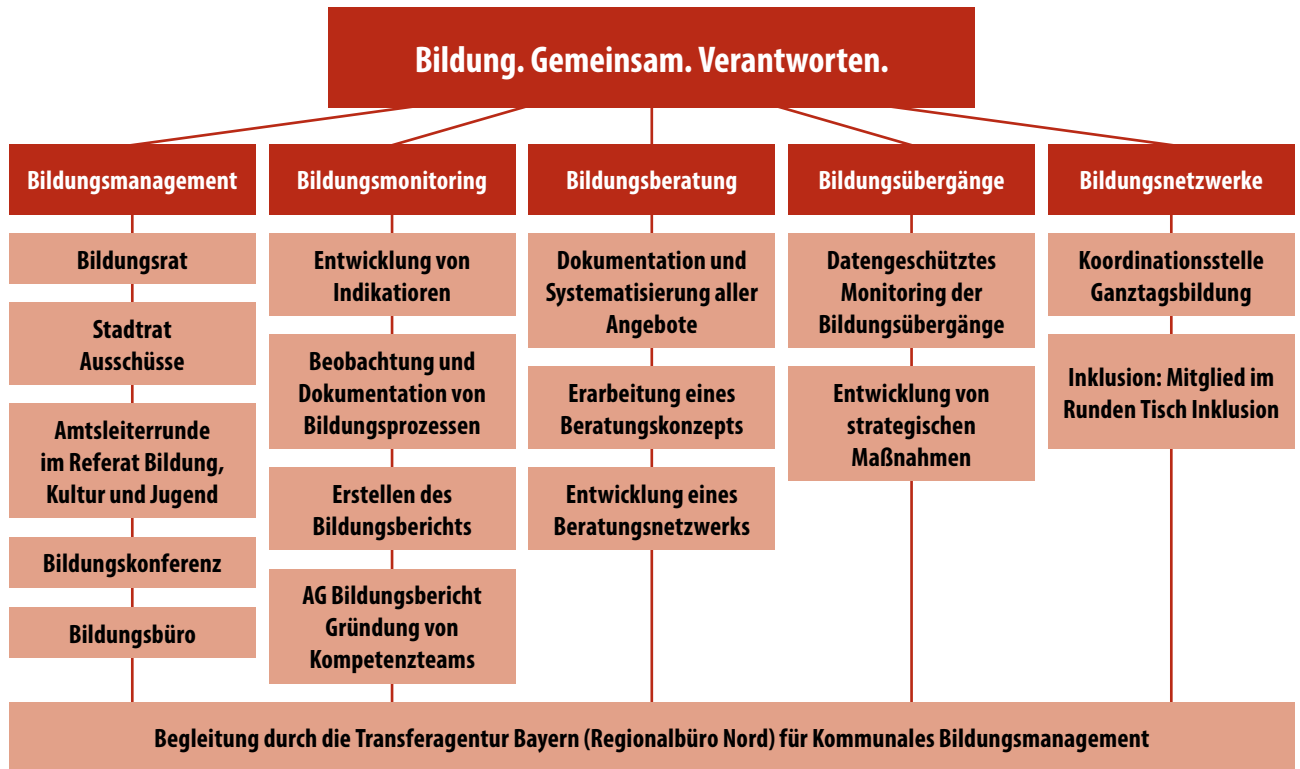 Bildung. Gemeinsam. Verantworten.
Bildungsmanagement
Bildungsrat
Stadtrat
Ausschüsse
Amtsleiterrunde
im Referat Bildung,
Kultur und Jugend
Bildungskonferenz
Bildungsbüro
Bildungsmonitoring
Entwicklung von
Indikatioren
Beobachtung und
Dokumentation von
Bildungsprozessen
Erstellen des
Bildungsberichts
AG Bildungsbericht
Gründung von
Kompetenzteams
Bildungsberatung
Dokumentation und
Systematisierung aller
Angebote
Erarbeitung eines
Beratungskonzepts
Entwicklung eines
Beratungsnetzwerks
Bildungsübergänge
Datengeschütztes
Monitoring der
Bildungsübergänge
Entwicklung von
strategischen
Maßnahmen
Bildungsnetzwerke
Koordinationsstelle
Ganztagsbildung
Inklusion: Mitglied im
Runden Tisch Inklusion
Begleitung durch die Transferagentur Bayern (Regionalbüro Nord) für Kommunales Bildungsmanagement